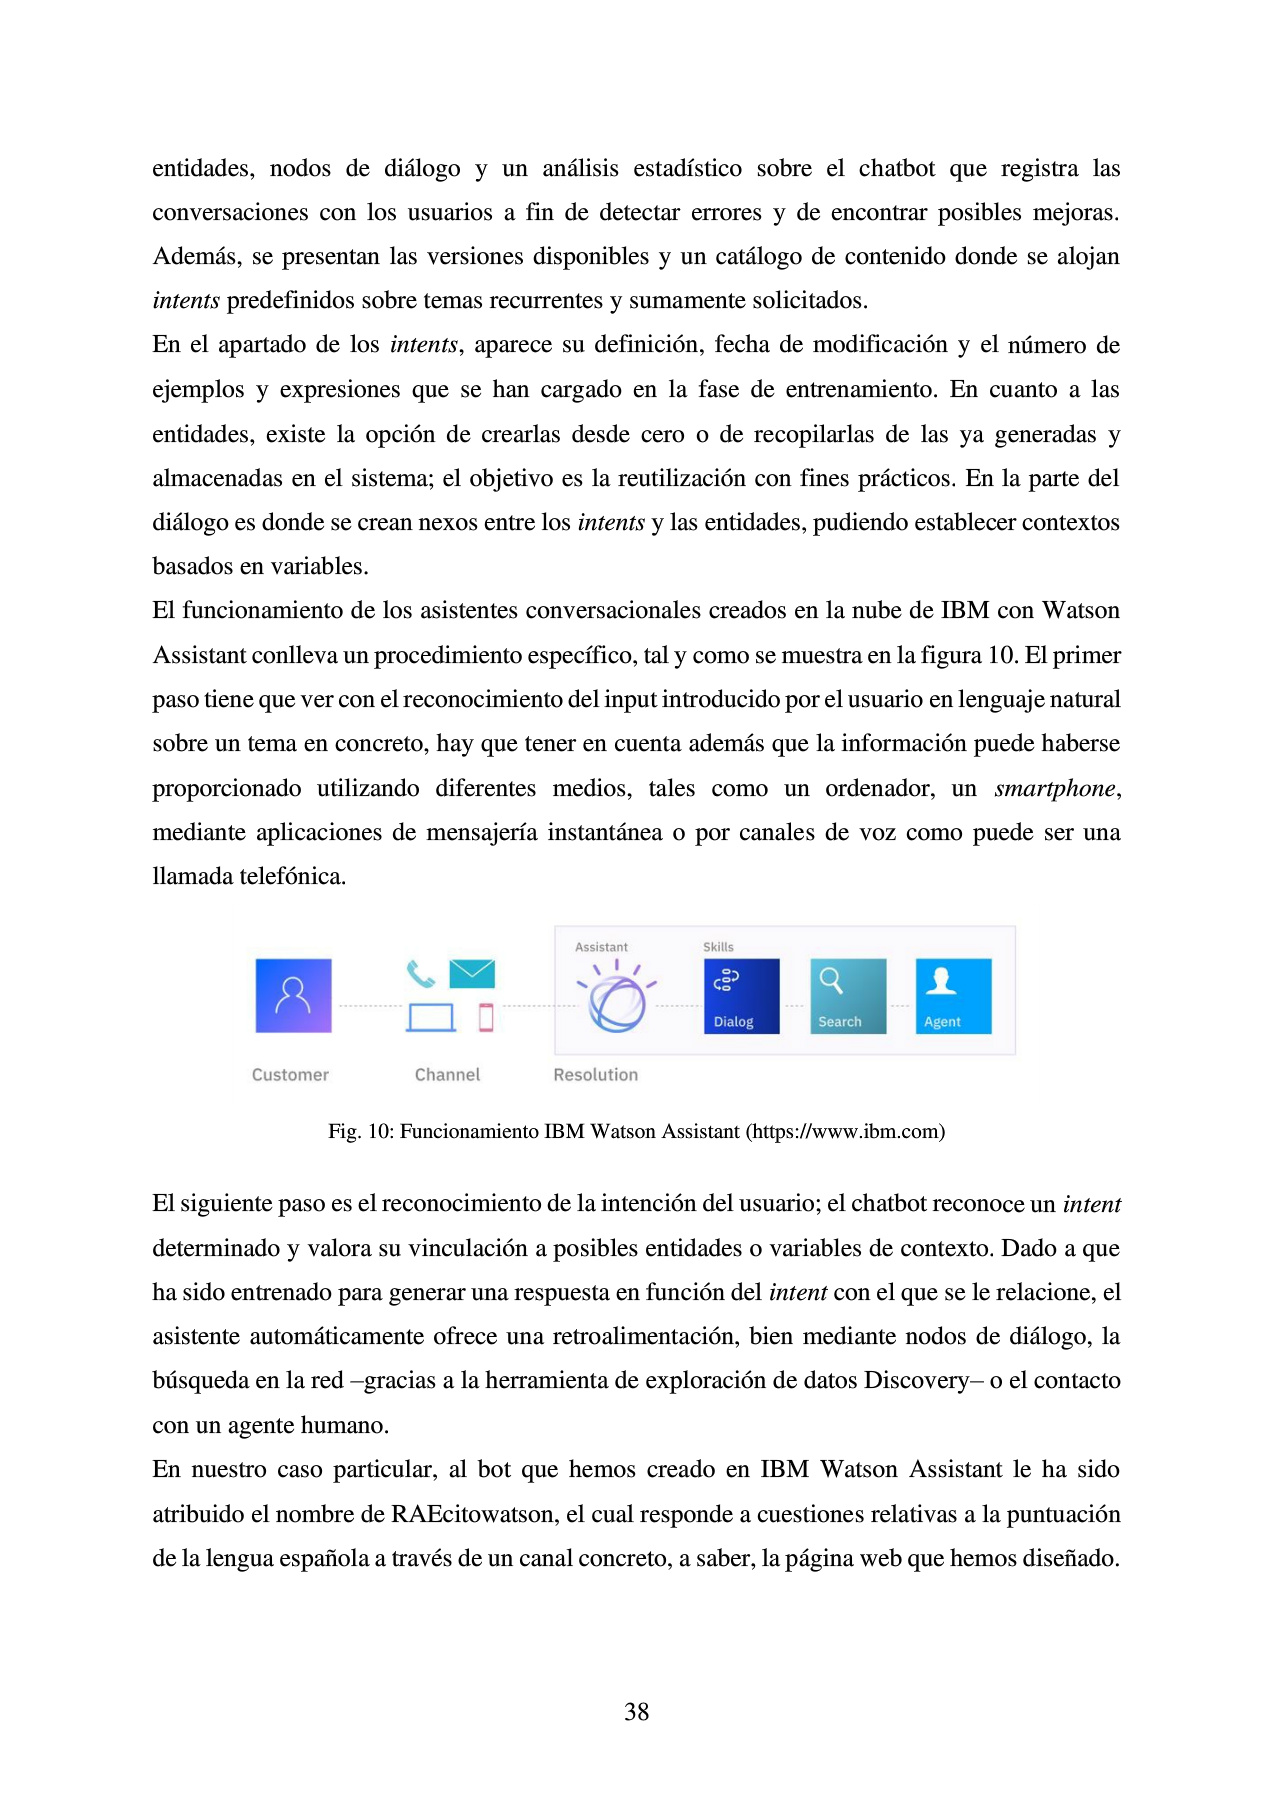 entidades, nodos de diálogo y un análisis estadístico sobre el chatbot que registra las
conversaciones con los usuarios a fin de detectar errores y de encontrar posibles mejoras.
Además, se presentan las versiones disponibles y un catálogo de contenido donde se alojan
intents predefinidos sobre temas recurrentes y sumamente solicitados.
En el apartado de los intents, aparece su definición, fecha de modificación y el número de
ejemplos y expresiones que se han cargado en la fase de entrenamiento. En cuanto a las
entidades, existe la opción de crearlas desde cero o de recopilarlas de las ya generadas y
almacenadas en el sistema; el objetivo es la reutilización con fines prácticos. En la parte del
diálogo es donde se crean nexos entre los intents y las entidades, pudiendo establecer contextos
basados en variables.
El funcionamiento de los asistentes conversacionales creados en la nube de IBM con Watson
Assistant conlleva un procedimiento específico, tal y como se muestra en la figura 10. El primer
paso tiene que ver con el reconocimiento del input introducido por el usuario en lenguaje natural
sobre un tema en concreto, hay que tener en cuenta además que la información puede haberse
proporcionado utilizando diferentes medios, tales como un ordenador, un smartphone,
mediante aplicaciones de mensajería instantánea o por canales de voz como puede ser una
llamada telefónica.
Assistant Skills
Dialog Search Agent
Customer Channel Resolution
Fig. 10: Funcionamiento IBM Watson Assistant (https://www.ibm.com)
El siguiente paso es el reconocimiento de la intención del usuario; el chatbot reconoce un intent
determinado y valora su vinculación a posibles entidades o variables de contexto. Dado a que
ha sido entrenado para generar una respuesta en función del intent con el que se le relacione, el
asistente automáticamente ofrece una retroalimentación, bien mediante nodos de diálogo, la
búsqueda en la red –gracias a la herramienta de exploración de datos Discovery– o el contacto
con un agente humano.
En nuestro caso particular, al bot que hemos creado en IBM Watson Assistant le ha sido
atribuido el nombre de RAEcitowatson, el cual responde a cuestiones relativas a la puntuación
de la lengua española a través de un canal concreto, a saber, la página web que hemos diseñado.
38